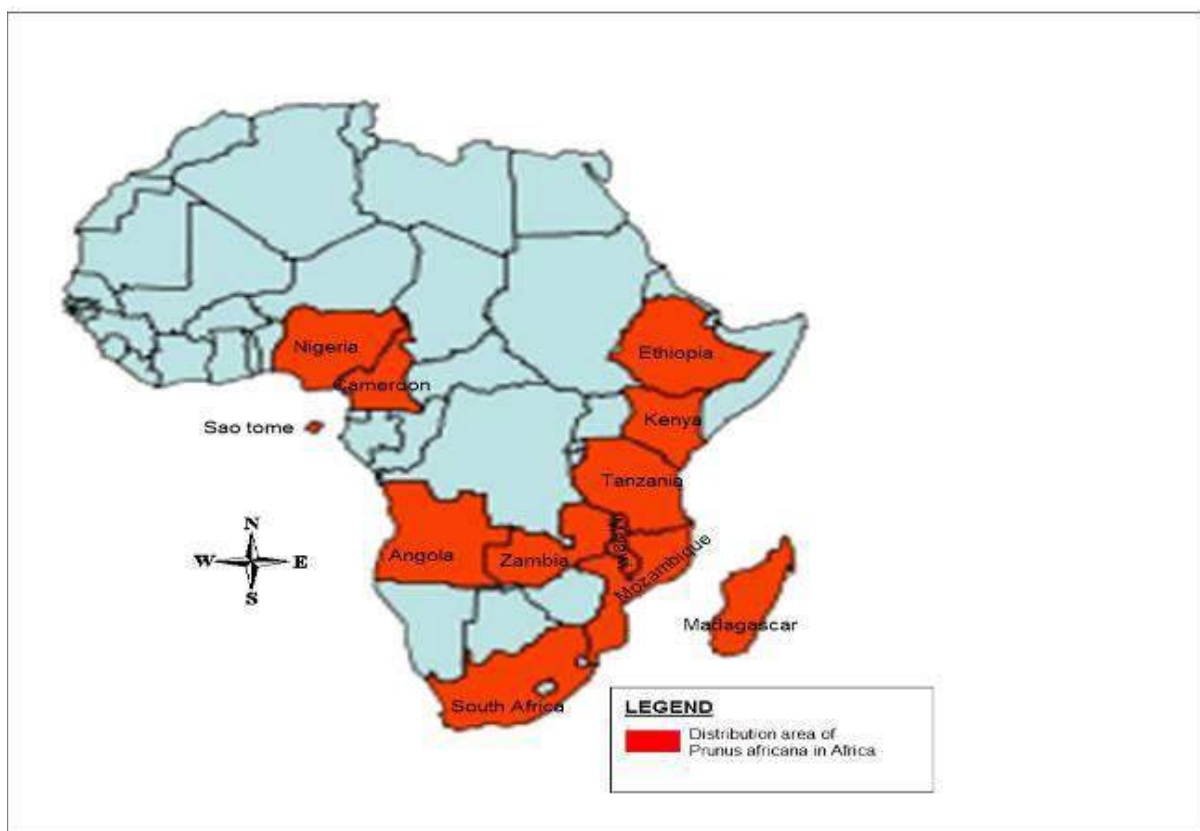 Nigeria
Ethiopia
Cameroon
Kenya
Sao tome
Tanzania
N
W E
S
Angola
Zambia
Malawi
Mozambique
Madagascar
South Africa
LEGEND
Distribution area of
Prunus africana in Africa